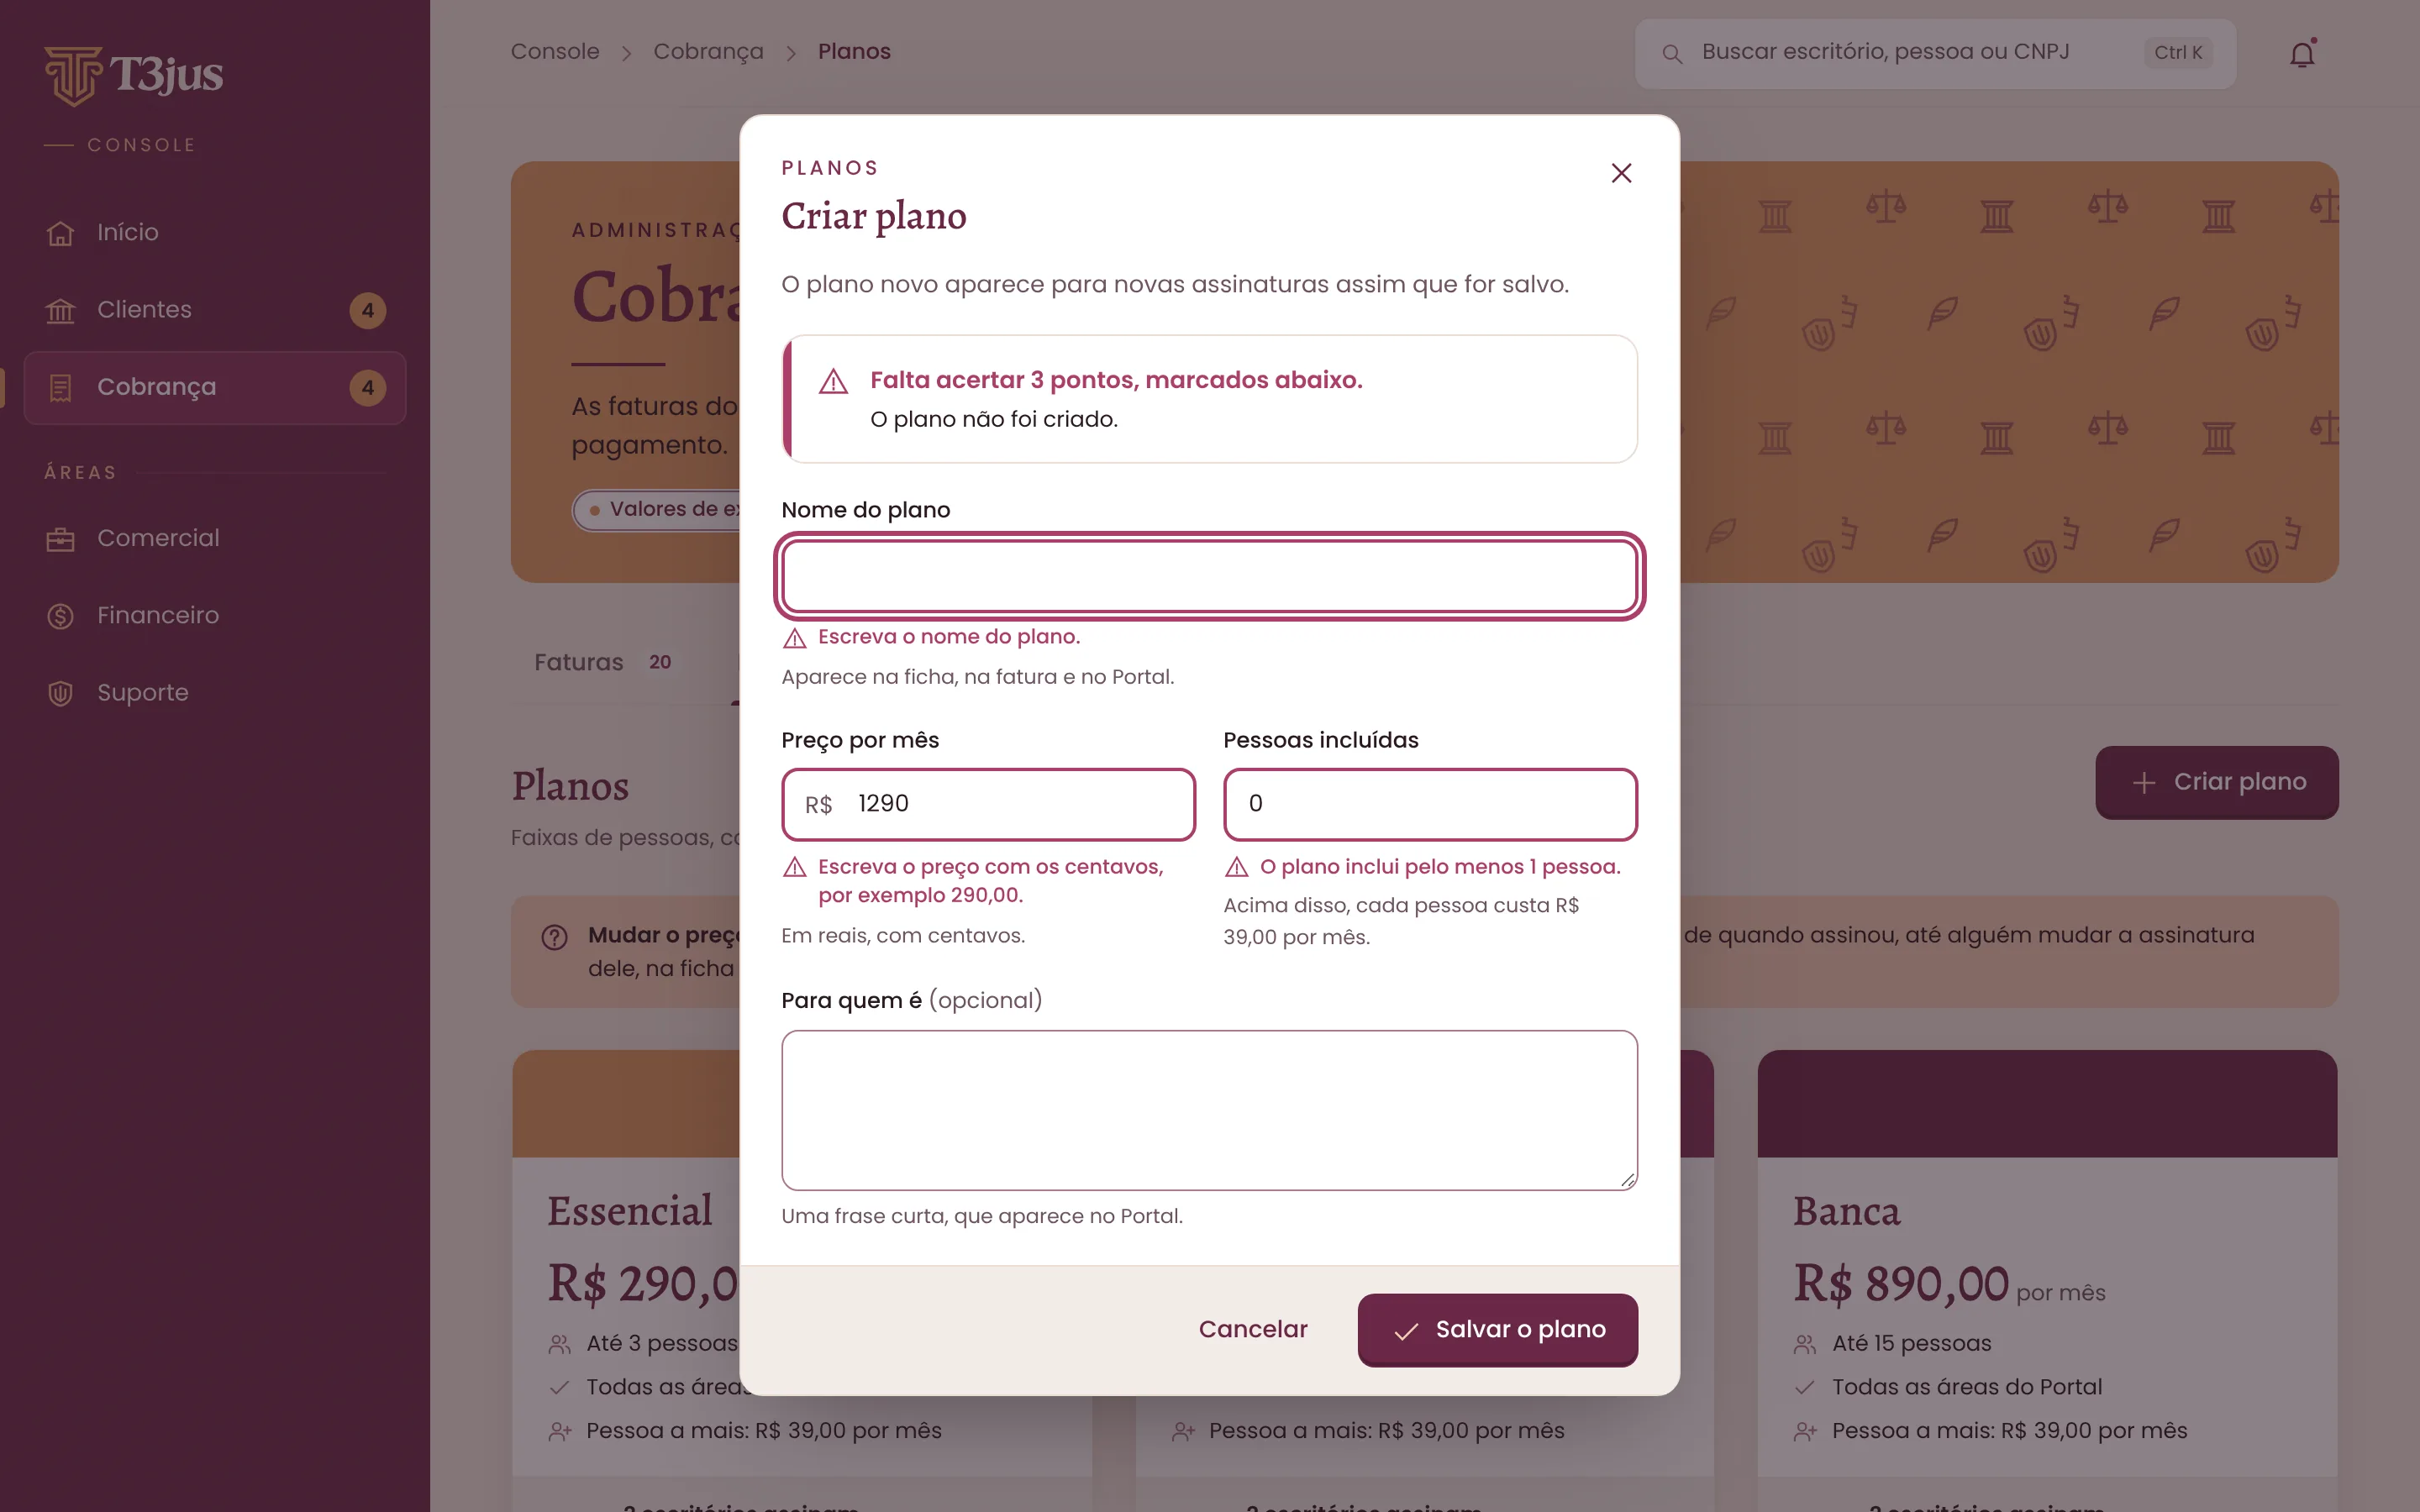 T3jus
CONSOLE
Início
Clientes 4
Cobrança 4
ÁREAS
Comercial
Financeiro
Suporte
Console > Cobrança > Planos
Buscar escritório, pessoa ou CNPJ Ctrl K
As faturas do
pagamento.
Faturas 20
Planos
Faixas de pessoas,
Criar plano
Mudar o
de quando assinou, até alguém mudar a assinatura
dele, na ficha
Essencial
Até 3 pessoas
Todas as
Pessoa a mais: R$ 39,00 por mês
Pessoa a mais: R$ 39,00 por mês
Banca
R$ 890,00 por mês
Até 15 pessoas
Todas as áreas do Portal
Pessoa a mais: R$ 39,00 por mês
PLANOS
Criar plano
O plano novo aparece para novas assinaturas assim que for salvo.
Falta acertar 3 pontos, marcados abaixo.
O plano não foi criado.
Nome do plano
Escreva o nome do plano.
Aparece na ficha, na fatura e no Portal.
Preço por mês
R$ 1290
Escreva o preço com os centavos,
por exemplo 290,00.
Em reais, com centavos.
Pessoas incluídas
0
O plano inclui pelo menos 1 pessoa.
Acima disso, cada pessoa custa R$
39,00 por mês.
Para quem é (opcional)
Uma frase curta, que aparece no Portal.
Cancelar
Salvar o plano